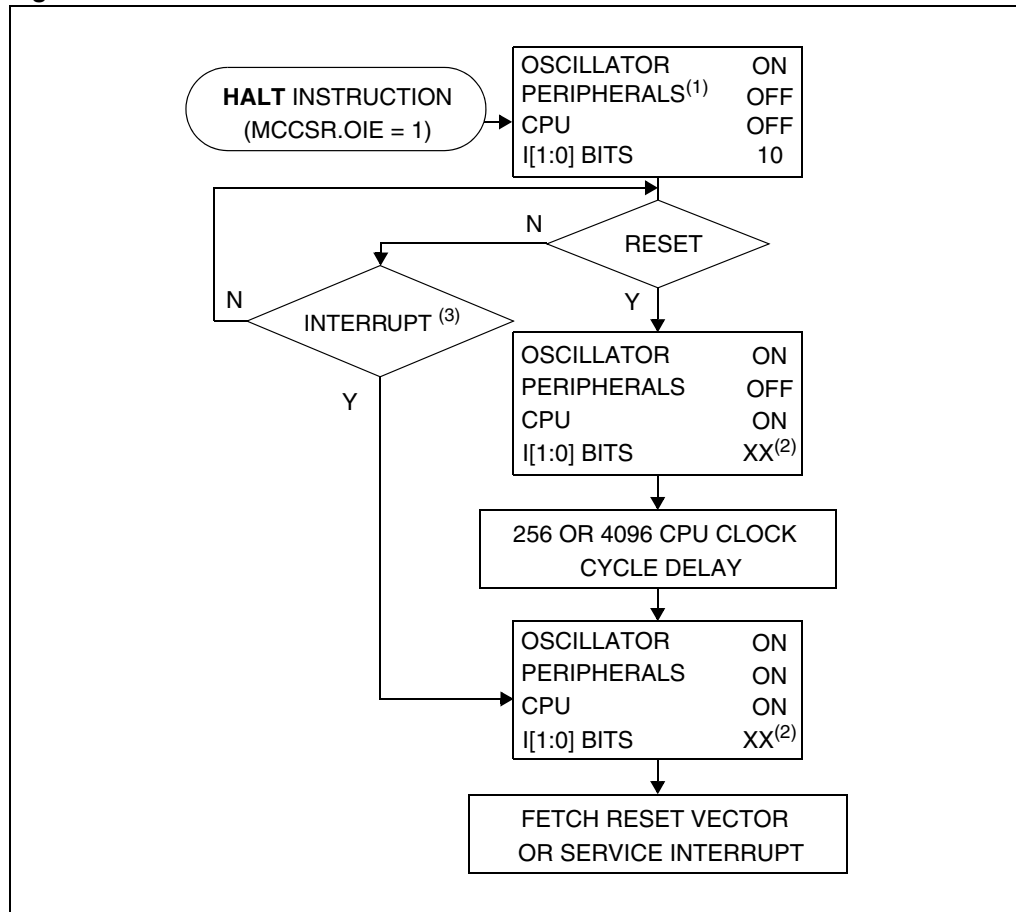 HALT INSTRUCTION
(MCCSR.OIE = 1)
OSCILLATOR ON
PERIPHERALS(1) OFF
CPU OFF
I[1:0] BITS 10
N
RESET
Y
N
INTERRUPT (3)
Y
OSCILLATOR ON
PERIPHERALS OFF
CPU ON
I[1:0] BITS XX(2)
256 OR 4096 CPU CLOCK
CYCLE DELAY
OSCILLATOR ON
PERIPHERALS ON
CPU ON
I[1:0] BITS XX(2)
FETCH RESET VECTOR
OR SERVICE INTERRUPT